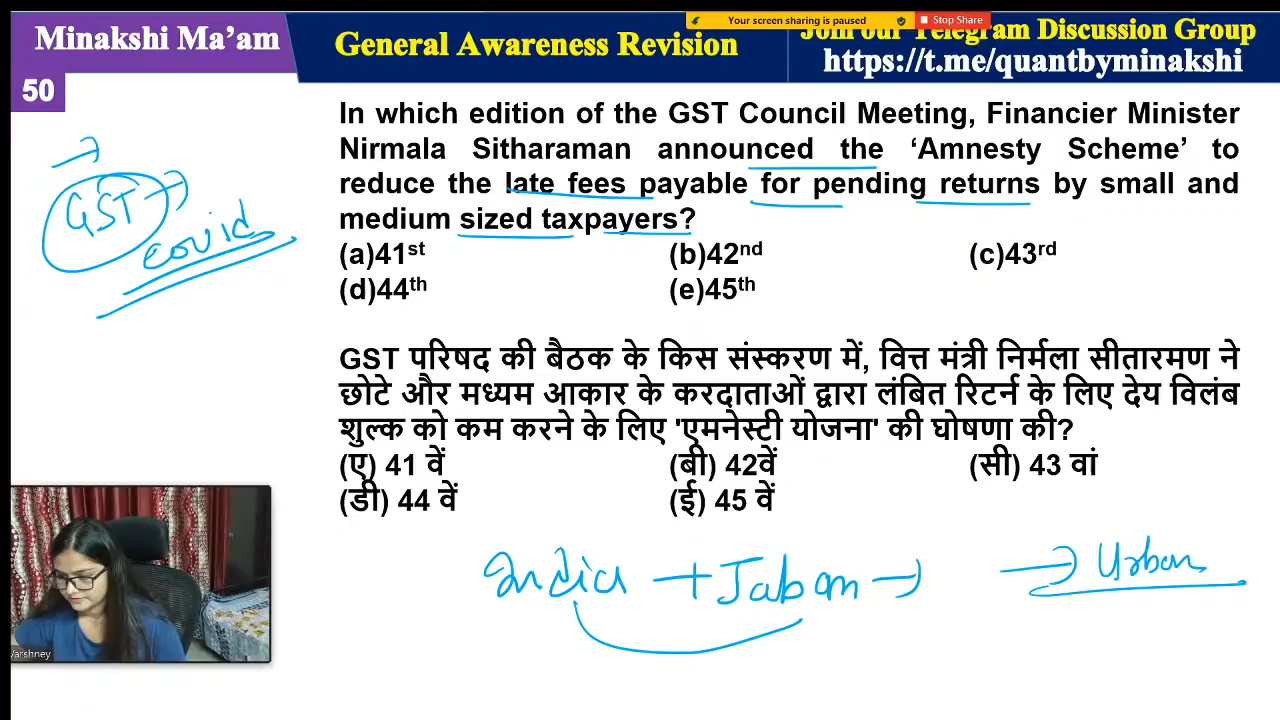 Minakshi Ma'am
General Awareness Revision
Your screen sharing is paused
Stop Share
Join our Telegram Discussion Group
https://t.me/quantbyminakshi
50
In which edition of the GST Council Meeting, Financier Minister
Nirmala Sitharaman announced the ‘Amnesty Scheme’ to
reduce the late fees payable for pending returns by small and
medium sized taxpayers?
(a)41st
(b)42nd
(c)43rd
(d)44th
(e)45th
GST
covid
GST परिषद की बैठक के किस संस्करण में, वित्त मंत्री निर्मला सीतारमण ने
छोटे और मध्यम आकार के करदाताओं द्वारा लंबित रिटर्न के लिए देय विलंब
शुल्क को कम करने के लिए 'एमनेस्टी योजना' की घोषणा की?
(ए) 41 वें
(बी) 42वें
(सी) 43 वां
(डी) 44 वें
(ई) 45 वें
India + Jaban → → Urban
Varshney